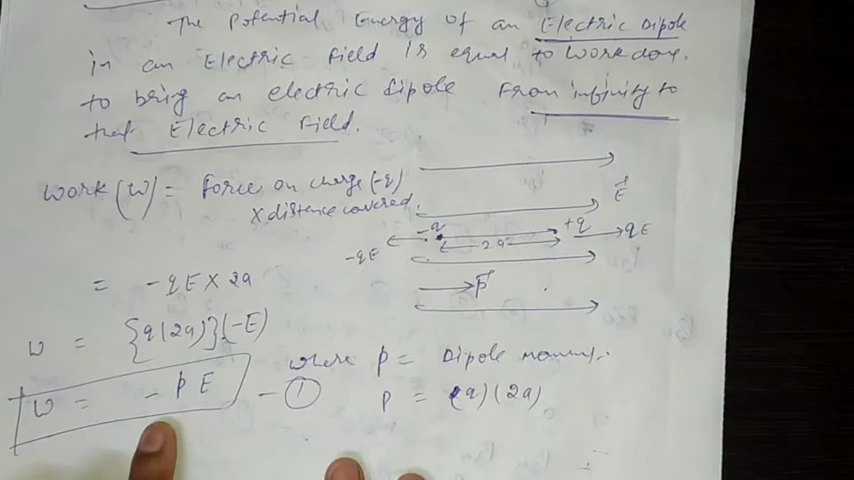 The Potential Energy of an Electric Dipole
in an Electric field is equal to work done.
to bring an electric dipole From infinity to
that Electric Field.
Work (W) = Force on charge (-q)
X distance covered.
E
-q +q
-qE 2a qE
P
= -qE X 2a
W = {q(2a)}(-E)
where p = Dipole moment.
W = -PE - ①
p = (q)(2a)